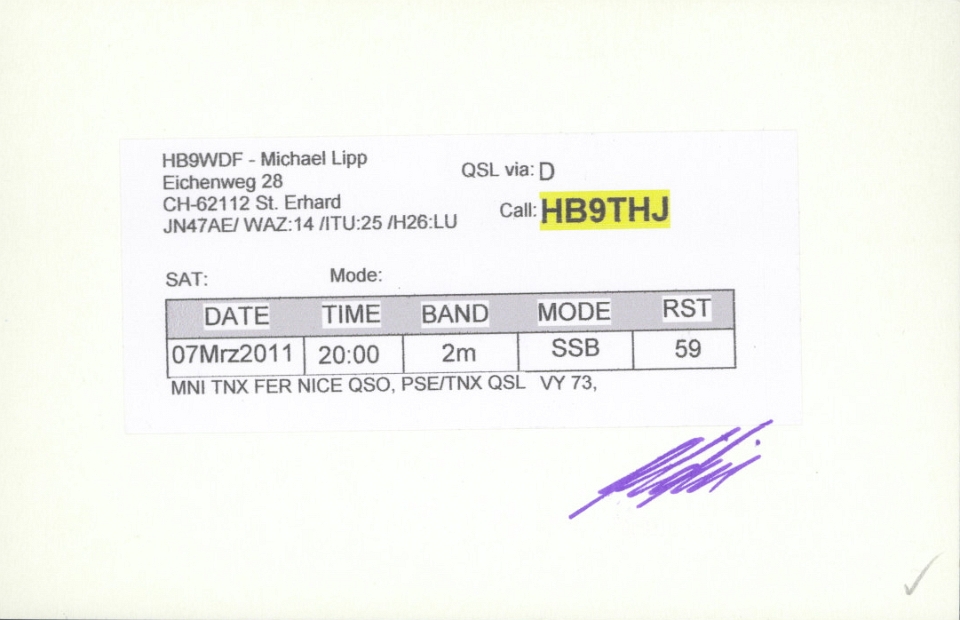 HB9WDF - Michael Lipp
Eichenweg 28
CH-62112 St. Erhard
JN47AE/ WAZ:14 /ITU:25 /H26:LU
QSL via: D
Call: HB9THJ
SAT: Mode:
DATE TIME BAND MODE RST
07Mrz2011 20:00 2m SSB 59
MNI TNX FER NICE QSO, PSE/TNX QSL VY 73,